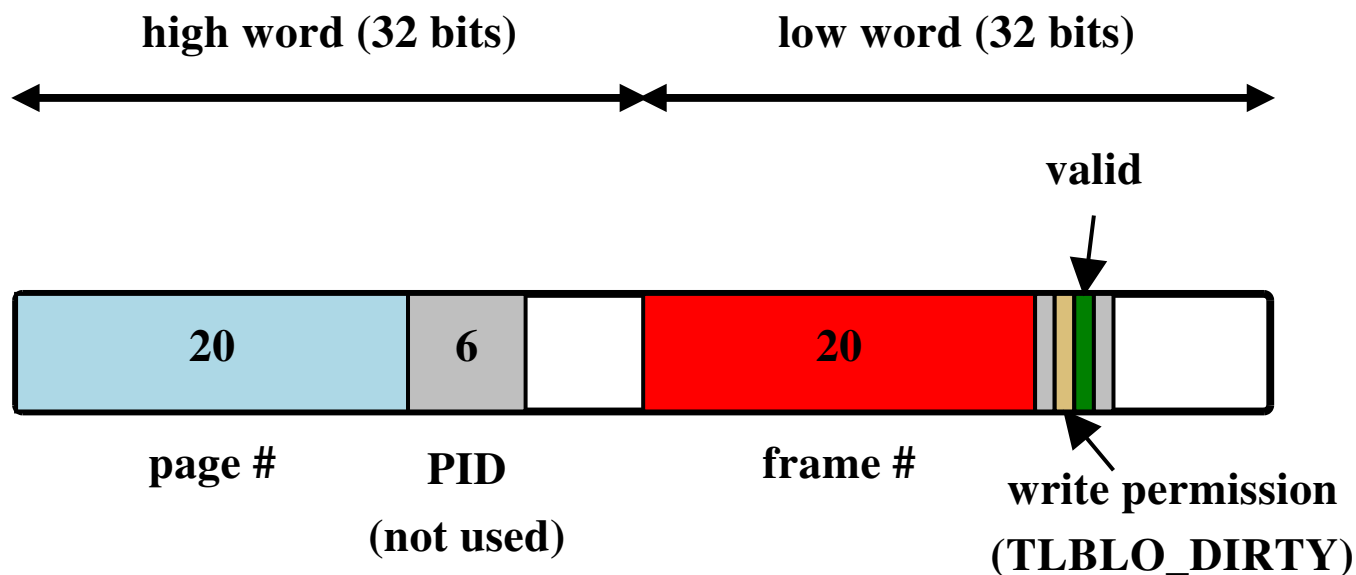 high word (32 bits)
low word (32 bits)
valid
20
6
20
page #
PID
(not used)
frame #
write permission
(TLBLO_DIRTY)